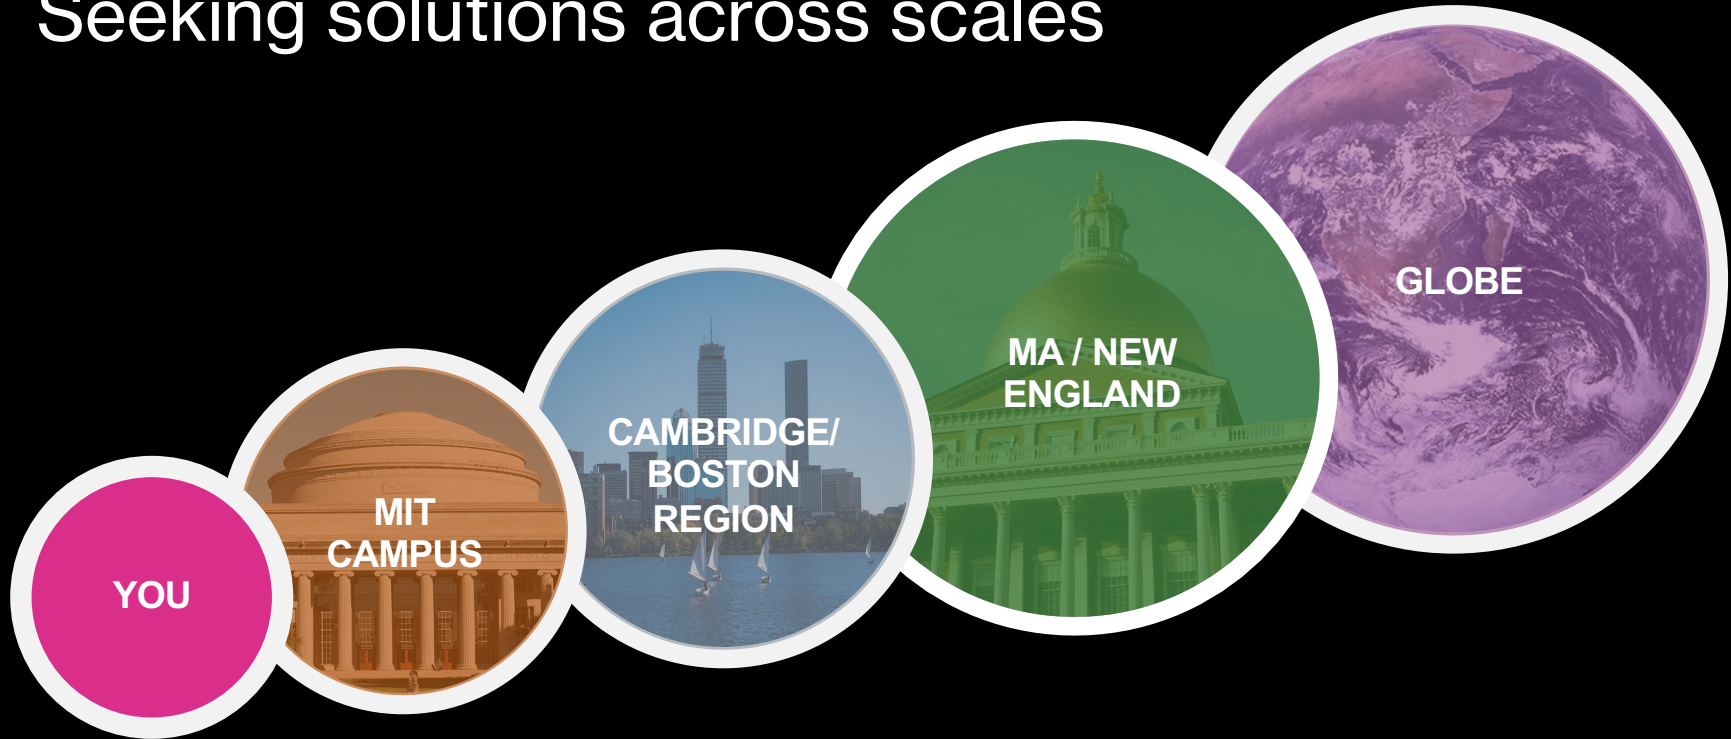 Seeking solutions across scales
GLOBE
MA / NEW
ENGLAND
CAMBRIDGE/
BOSTON
REGION
MIT
CAMPUS
YOU